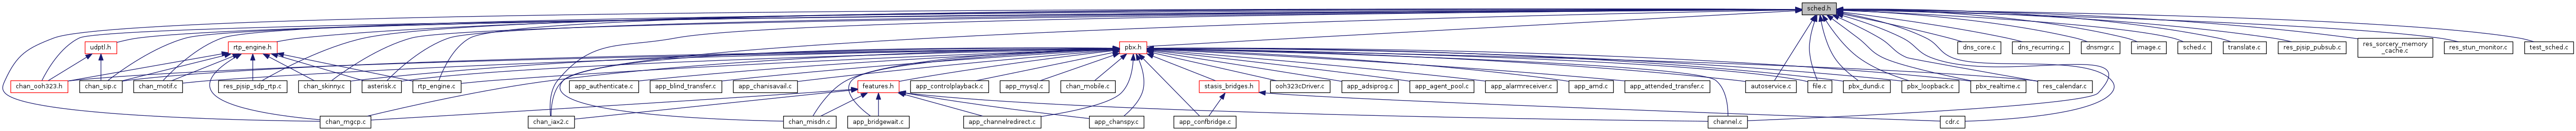 sched.h
udptl.h
rtp_engine.h
pbx.h
dns_core.c
dns_recurring.c
dnsmgr.c
image.c
sched.c
translate.c
res_pjsip_pubsub.c
res_sorcery_memory
_cache.c
res_stun_monitor.c
test_sched.c
chan_ooh323.h
chan_sip.c
chan_motif.c
res_pjsip_sdp_rtp.c
chan_skinny.c
asterisk.c
rtp_engine.c
app_authenticate.c
app_blind_transfer.c
app_chanisavail.c
features.h
app_controlplayback.c
app_mysql.c
chan_mobile.c
stasis_bridges.h
ooh323cDriver.c
app_adsiprog.c
app_agent_pool.c
app_alarmreceiver.c
app_amd.c
app_attended_transfer.c
autoservice.c
file.c
pbx_dundi.c
pbx_loopback.c
pbx_realtime.c
res_calendar.c
chan_mgcp.c
chan_iax2.c
chan_misdn.c
app_bridgewait.c
app_channelredirect.c
app_chanspy.c
app_confbridge.c
channel.c
cdr.c